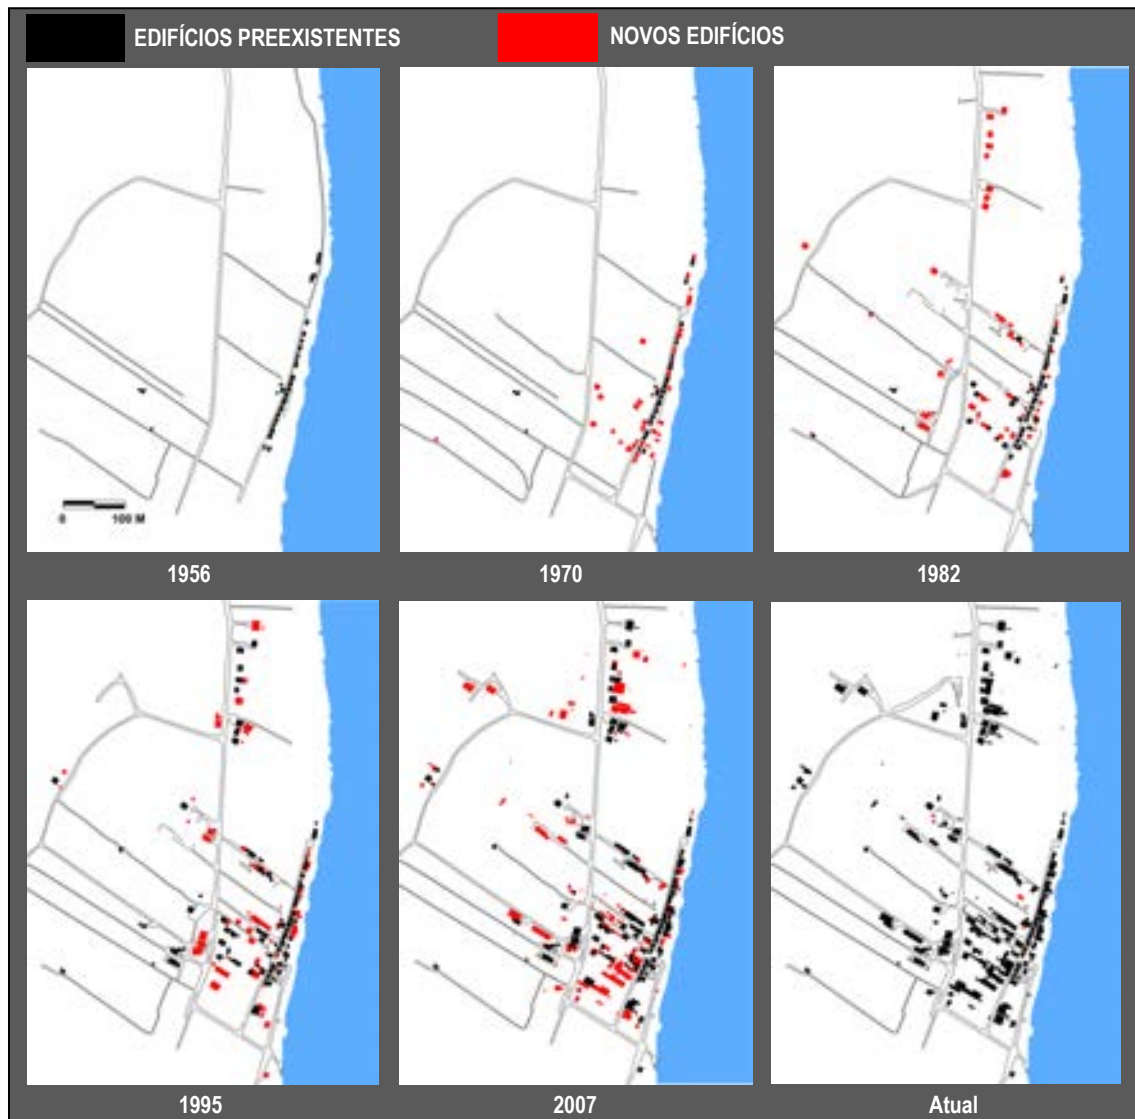 EDIFÍCIOS PREEXISTENTES
NOVOS EDIFÍCIOS
0 100 M
1956
1970
1982
1995
2007
Atual